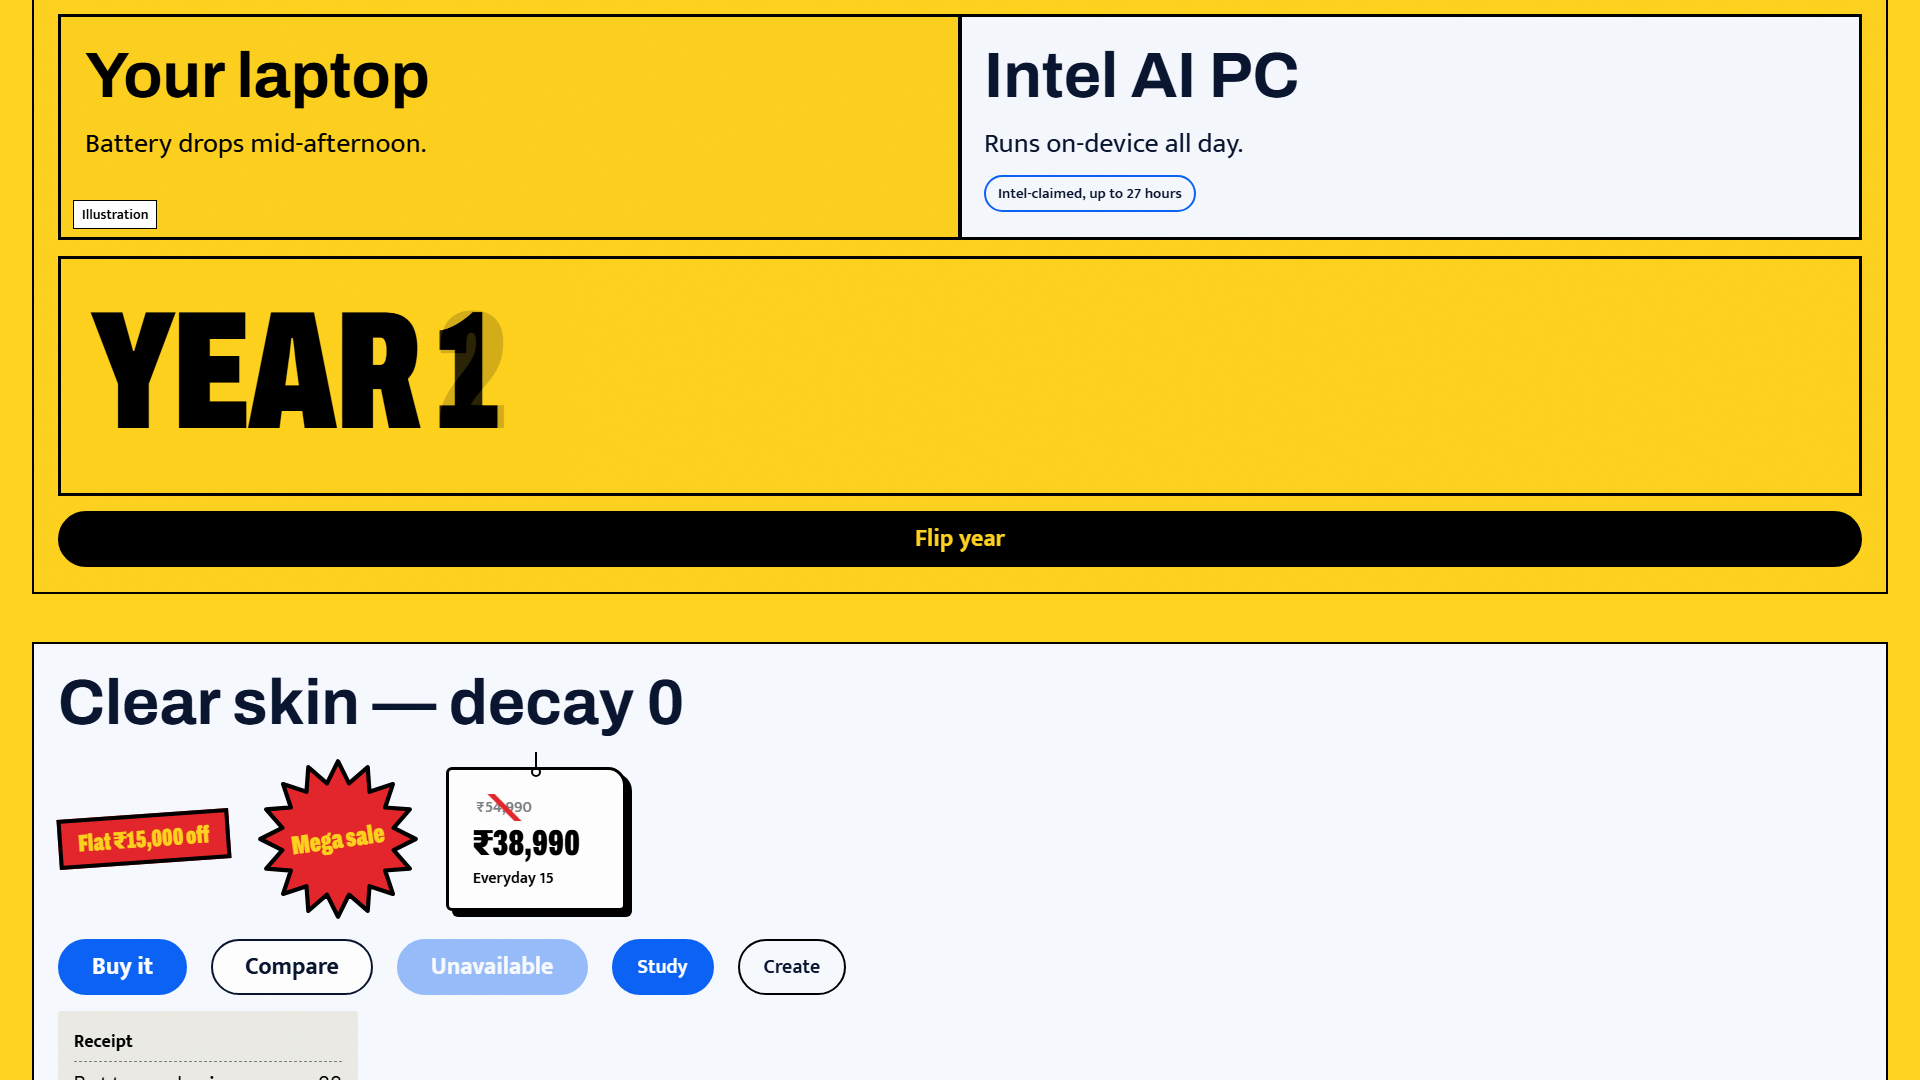 Your laptop
Battery drops mid-afternoon.
Illustration
Intel AI PC
Runs on-device all day.
Intel-claimed, up to 27 hours
YEAR 1
Flip year
Clear skin — decay 0
Flat ₹15,000 off
Mega sale
₹54,990
₹38,990
Everyday 15
Buy it
Compare
Unavailable
Study
Create
Receipt